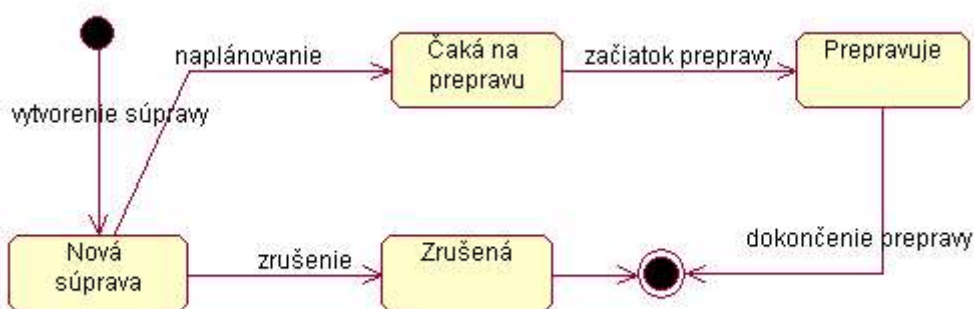 naplánovanie
Čaká na
prepravu
začiatok prepravy
Prepravuje
vytvorenie súpravy
Nová
súprava
zrušenie
Zrušená
dokončenie prepravy